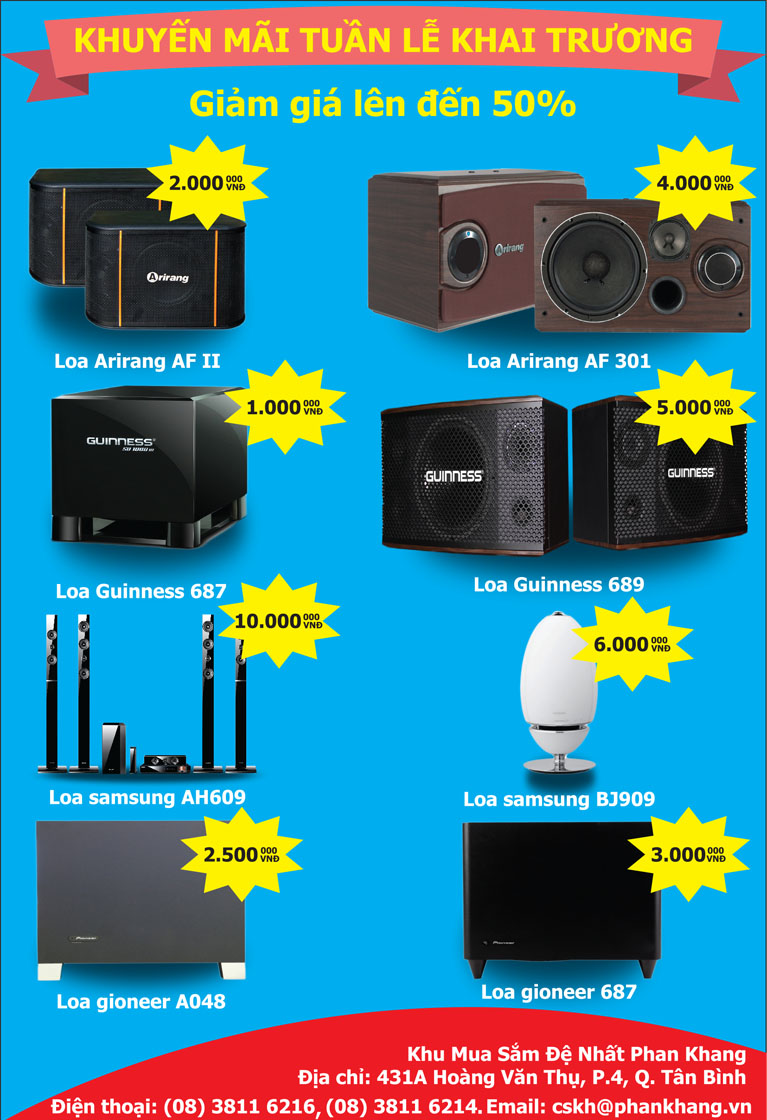 KHUYẾN MÃI TUẦN LỄ KHAI TRƯƠNG
Giảm giá lên đến 50%
2.000 000 VNĐ
Arirang
Loa Arirang AF II
4.000 000 VNĐ
Arirang
Loa Arirang AF 301
1.000 000 VNĐ
GUINNESS
Loa Guinness 687
5.000 000 VNĐ
GUINNESS
GUINNESS
Loa Guinness 689
10.000 000 VNĐ
Loa samsung AH609
6.000 000 VNĐ
Loa samsung BJ909
2.500 000 VNĐ
Pioneer
Loa gioneer A048
3.000 000 VNĐ
Pioneer
Loa gioneer 687
Khu Mua Sắm Đệ Nhất Phan Khang
Địa chỉ: 431A Hoàng Văn Thụ, P.4, Q. Tân Bình
Điện thoại: (08) 3811 6216, (08) 3811 6214. Email: cskh@phankhang.vn